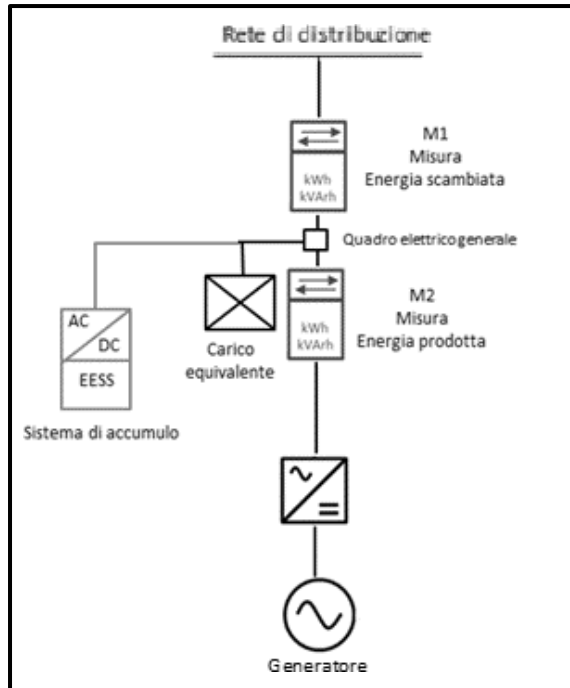 Rete di distribuzione
M1
Misura
Energia scambiata
kWh
kVArh
Quadro elettrico generale
M2
Misura
Energia prodotta
kWh
kVArh
AC
DC
EESS
Carico
equivalente
Sistema di accumulo
Generatore